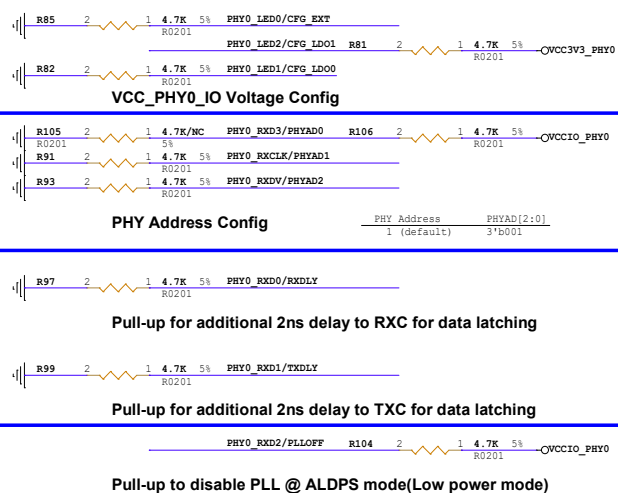 R85 2 1 4.7K 5% PHY0_LED0/CFG_EXT
R0201
PHY0_LED2/CFG_LDO1 R81 2 1 4.7K 5% VCC3V3_PHY0
R0201
R82 2 1 4.7K 5% PHY0_LED1/CFG_LDO0
R0201
VCC_PHY0_IO Voltage Config
R105 2 1 4.7K/NC PHY0_RXD3/PHYAD0 R106 2 1 4.7K 5% VCCIO_PHY0
R0201 5% R0201
R91 2 1 4.7K 5% PHY0_RXCLK/PHYAD1
R0201
R93 2 1 4.7K 5% PHY0_RXDV/PHYAD2
R0201
PHY Address Config
PHY Address PHYAD[2:0]
1 (default) 3'b001
R97 2 1 4.7K 5% PHY0_RXD0/RXDLY
R0201
Pull-up for additional 2ns delay to RXC for data latching
R99 2 1 4.7K 5% PHY0_RXD1/TXDLY
R0201
Pull-up for additional 2ns delay to TXC for data latching
PHY0_RXD2/PLLOFF R104 2 1 4.7K 5% VCCIO_PHY0
R0201
Pull-up to disable PLL @ ALDPS mode(Low power mode)